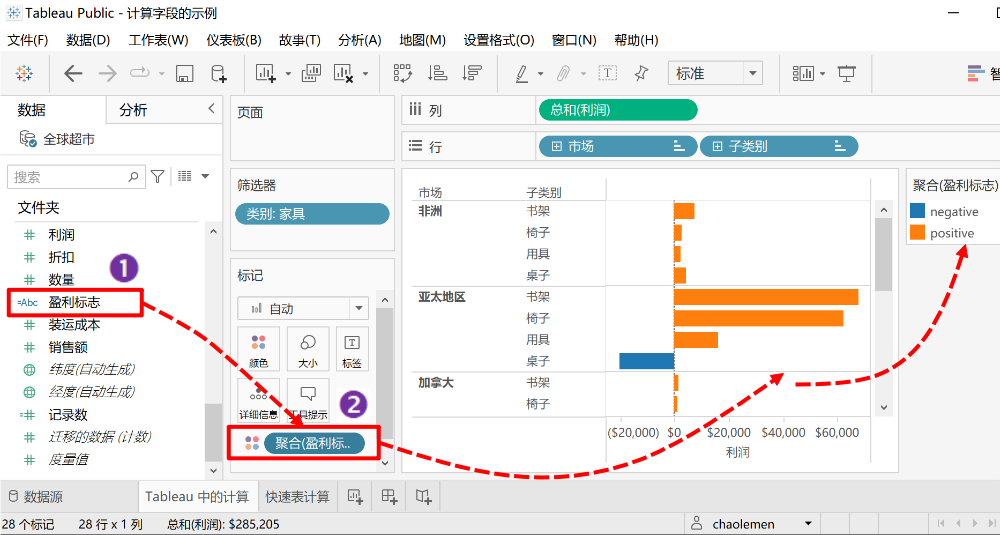 Tableau Public - 计算字段的示例
文件(F) 数据(D) 工作表(W) 仪表板(B) 故事(T) 分析(A) 地图(M) 设置格式(O) 窗口(N) 帮助(H)
标准
数据 分析
全球超市
搜索
文件夹
利润
折扣
数量
1
=Abc 盈利标志
装运成本
销售额
纬度(自动生成)
经度(自动生成)
记录数
迁移的数据 (计数)
度量值
页面
筛选器
类别: 家具
标记
自动
颜色 大小 标签
详细信息 工具提示
2
聚合(盈利标..
列 总和(利润)
行 市场 子类别
市场 子类别
非洲 书架
椅子
用具
桌子
亚太地区 书架
椅子
用具
桌子
加拿大 书架
椅子
($20,000) $0 $20,000 $40,000 $60,000
利润
聚合(盈利标志)
negative
positive
数据源 Tableau 中的计算 快速表计算
28 个标记 28 行 x 1 列 总和(利润): $285,205 chaolemen